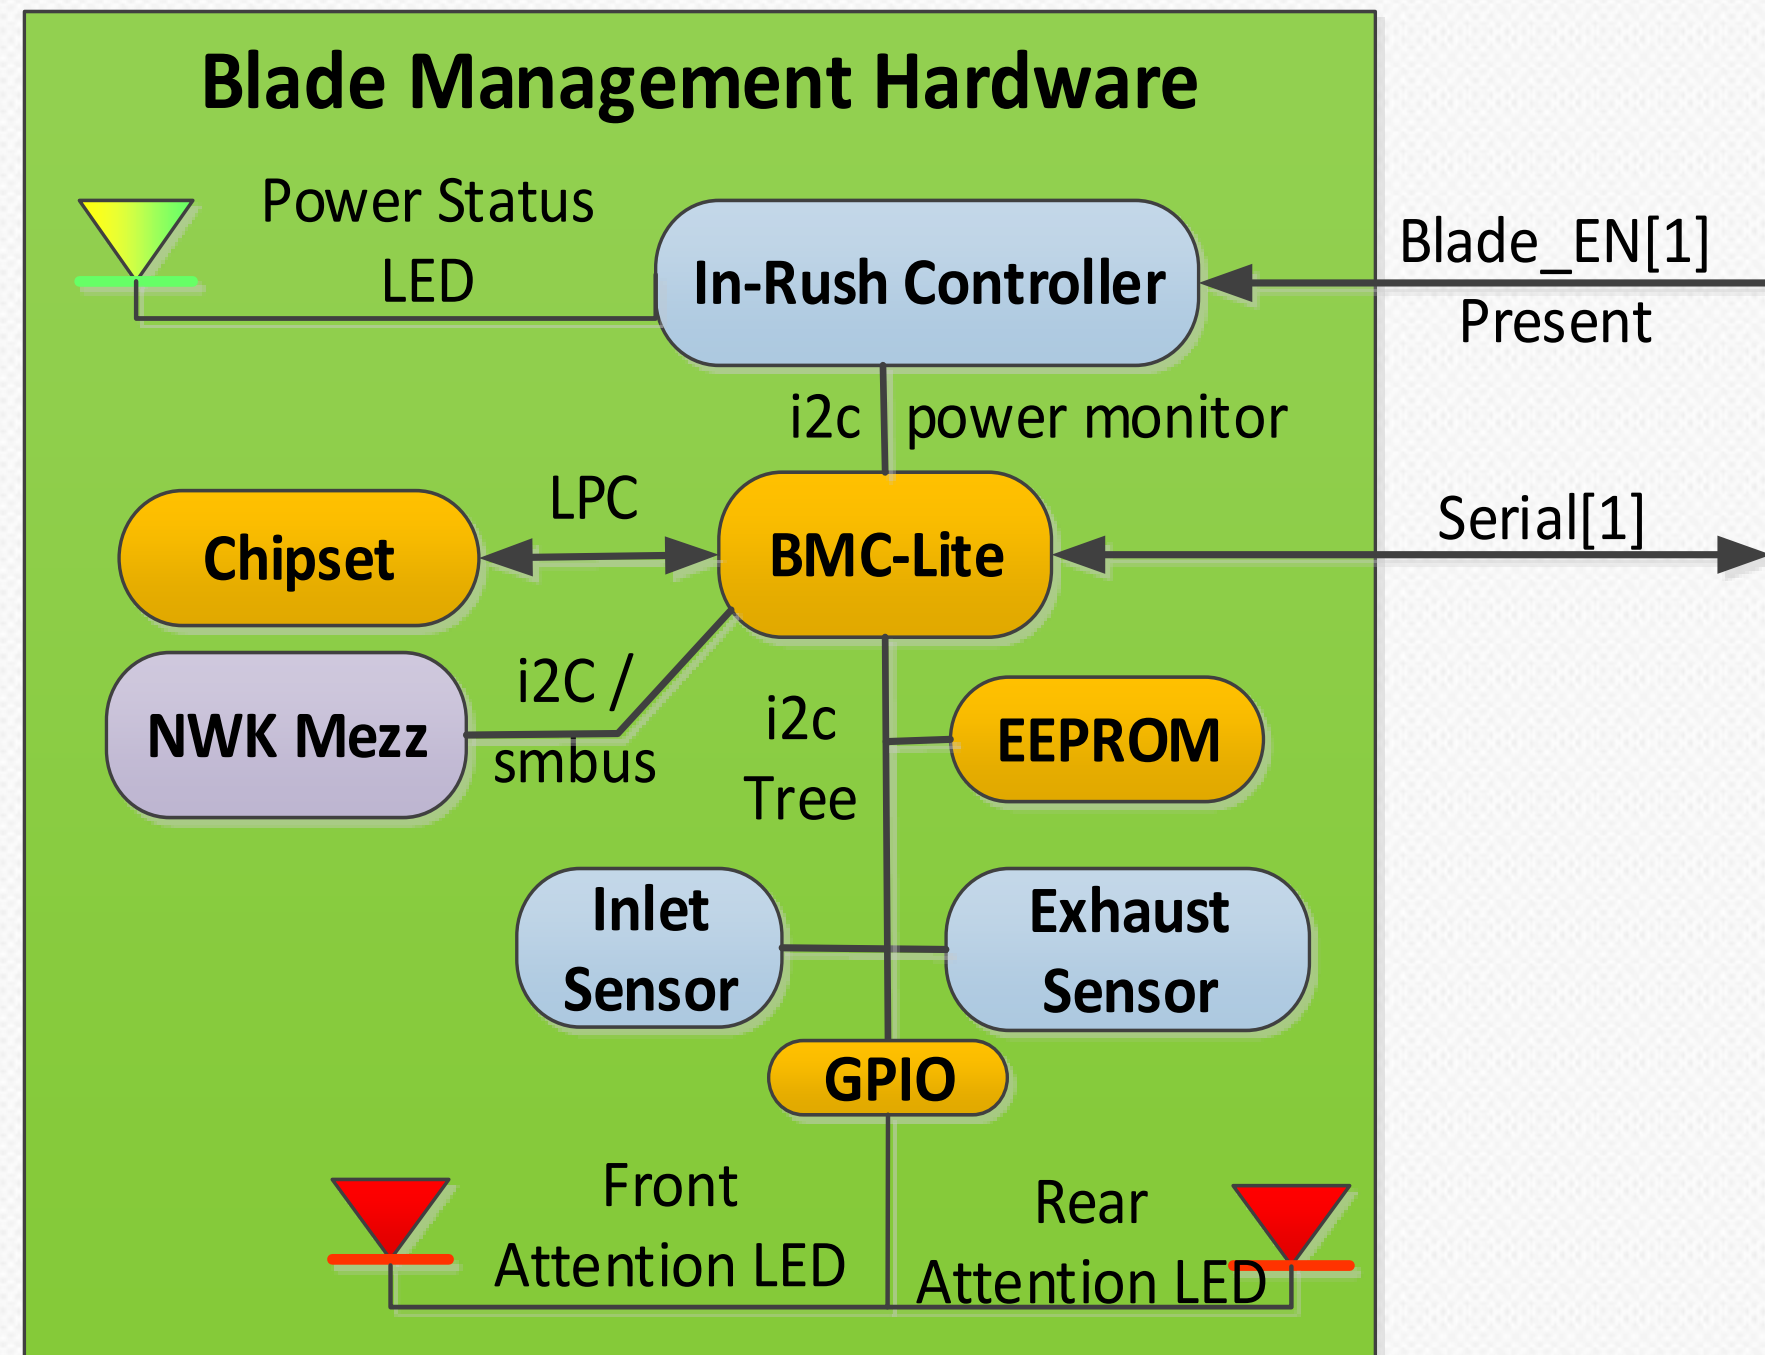 Blade Management Hardware
Power Status
LED
In-Rush Controller
Blade_EN[1]
Present
i2c
power monitor
Chipset
LPC
BMC-Lite
Serial[1]
NWK Mezz
i2C /
smbus
i2c
Tree
EEPROM
Inlet
Sensor
Exhaust
Sensor
GPIO
Front
Attention LED
Rear
Attention LED